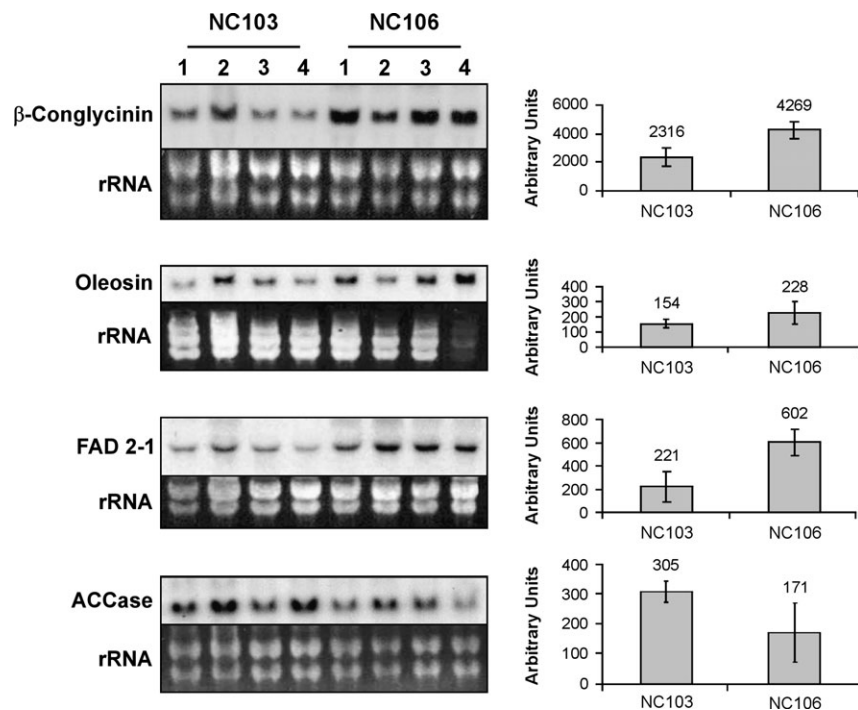 NC103 NC106
1 2 3 4 1 2 3 4
β-Conglycinin
rRNA
Arbitrary Units
6000
4000
2000
0
2316
4269
NC103 NC106
Oleosin
rRNA
Arbitrary Units
400
300
200
100
0
154
228
NC103 NC106
FAD 2-1
rRNA
Arbitrary Units
800
600
400
200
0
221
602
NC103 NC106
ACCase
rRNA
Arbitrary Units
400
300
200
100
0
305
171
NC103 NC106